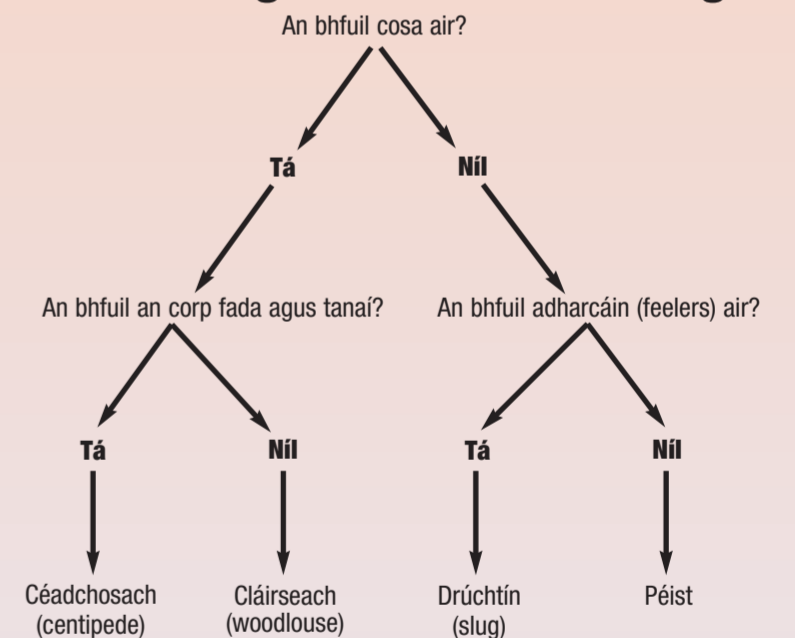 An bhfuil cosa air?
Tá
Níl
An bhfuil an corp fada agus tanaí?
An bhfuil adharcáin (feelers) air?
Tá
Níl
Tá
Níl
Céadchosach
(centipede)
Cláirseach
(woodlouse)
Drúchtín
(slug)
Péist